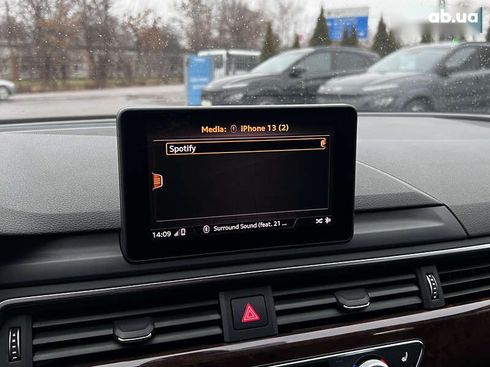 ab.ua
Media: iPhone 13 (2)
Spotify
14:09 Surround Sound (feat. 21 ...